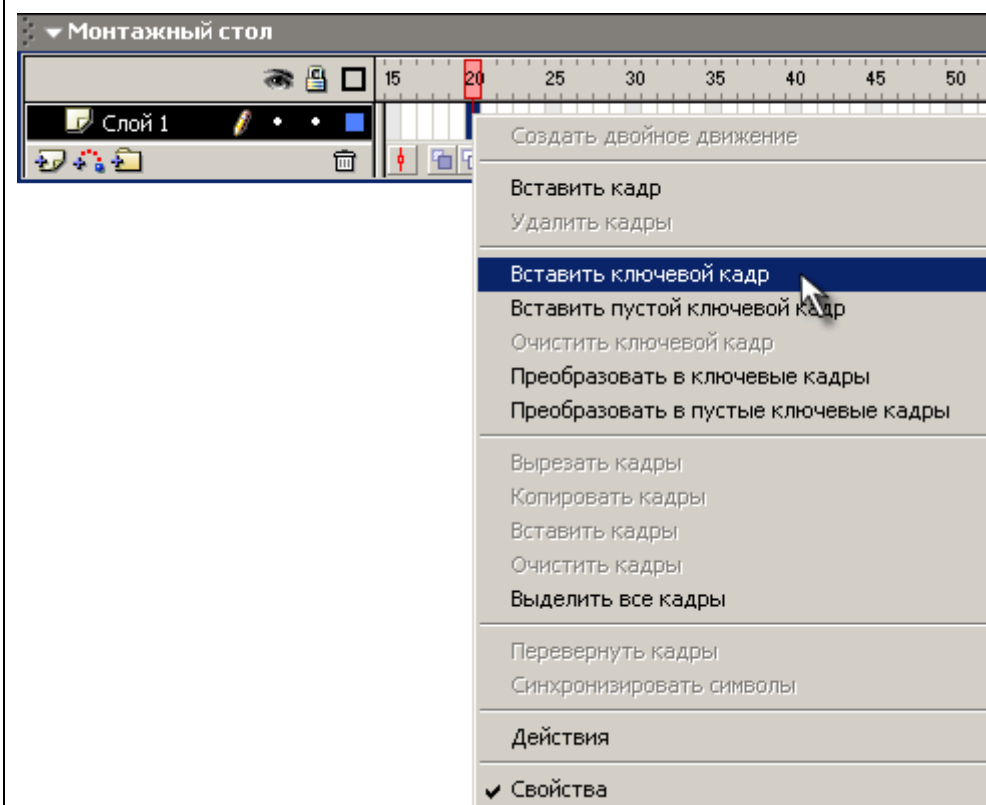 Монтажный стол
15 20 25 30 35 40 45 50
Слой 1
Создать двойное движение
Вставить кадр
Удалить кадры
Вставить ключевой кадр
Вставить пустой ключевой кадр
Очистить ключевой кадр
Преобразовать в ключевые кадры
Преобразовать в пустые ключевые кадры
Вырезать кадры
Копировать кадры
Вставить кадры
Очистить кадры
Выделить все кадры
Перевернуть кадры
Синхронизировать символы
Действия
Свойства